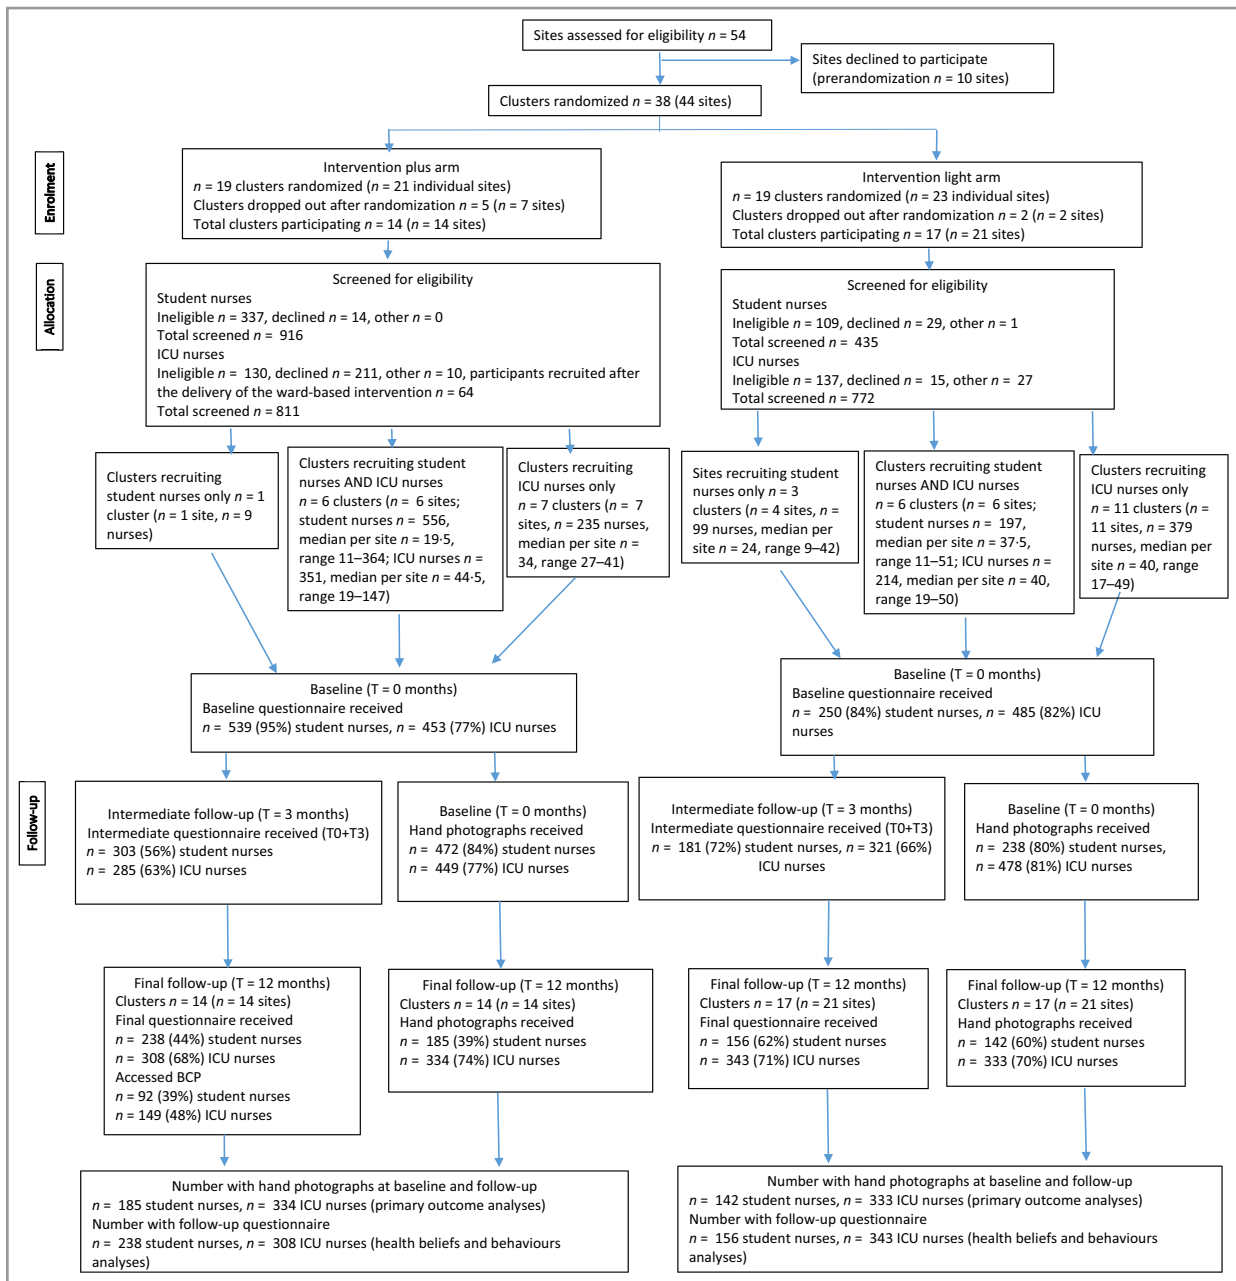 Sites assessed for eligibility n = 54
Sites declined to participate
(prerandomization n = 10 sites)
Clusters randomized n = 38 (44 sites)
Enrolment
Intervention plus arm
n = 19 clusters randomized (n = 21 individual sites)
Clusters dropped out after randomization n = 5 (n = 7 sites)
Total clusters participating n = 14 (n = 14 sites)
Intervention light arm
n = 19 clusters randomized (n = 23 individual sites)
Clusters dropped out after randomization n = 2 (n = 2 sites)
Total clusters participating n = 17 (n = 21 sites)
Allocation
Screened for eligibility
Student nurses
Ineligible n = 337, declined n = 14, other n = 0
Total screened n = 916
ICU nurses
Ineligible n = 130, declined n = 211, other n = 10, participants recruited after
the delivery of the ward-based intervention n = 64
Total screened n = 811
Screened for eligibility
Student nurses
Ineligible n = 109, declined n = 29, other n = 1
Total screened n = 435
ICU nurses
Ineligible n = 137, declined n = 15, other n = 27
Total screened n = 772
Clusters recruiting
student nurses only n = 1
cluster (n = 1 site, n = 9
nurses)
Clusters recruiting student
nurses AND ICU nurses
n = 6 clusters (n = 6 sites;
student nurses n = 556,
median per site n = 19·5,
range 11–364; ICU nurses n =
351, median per site n = 44·5,
range 19–147)
Clusters recruiting
ICU nurses only
n = 7 clusters (n = 7
sites, n = 235 nurses,
median per site n =
34, range 27–41)
Sites recruiting student
nurses only n = 3
clusters (n = 4 sites, n =
99 nurses, median per
site n = 24, range 9–42)
Clusters recruiting student
nurses AND ICU nurses
n = 6 clusters (n = 6 sites;
student nurses n = 197,
median per site n = 37·5,
range 11–51; ICU nurses n =
214, median per site n = 40,
range 19–50)
Clusters recruiting
ICU nurses only
n = 11 clusters (n =
11 sites, n = 379
nurses, median per
site n = 40, range
17–49)
Baseline (T = 0 months)
Baseline questionnaire received
n = 539 (95%) student nurses, n = 453 (77%) ICU nurses
Baseline (T = 0 months)
Baseline questionnaire received
n = 250 (84%) student nurses, n = 485 (82%) ICU
nurses
Follow-up
Intermediate follow-up (T = 3 months)
Intermediate questionnaire received (T0+T3)
n = 303 (56%) student nurses
n = 285 (63%) ICU nurses
Baseline (T = 0 months)
Hand photographs received
n = 472 (84%) student nurses
n = 449 (77%) ICU nurses
Intermediate follow-up (T = 3 months)
Intermediate questionnaire received (T0+T3)
n = 181 (72%) student nurses, n = 321 (66%)
ICU nurses
Baseline (T = 0 months)
Hand photographs received
n = 238 (80%) student nurses,
n = 478 (81%) ICU nurses
Final follow-up (T = 12 months)
Clusters n = 14 (n = 14 sites)
Final questionnaire received
n = 238 (44%) student nurses
n = 308 (68%) ICU nurses
Accessed BCP
n = 92 (39%) student nurses
n = 149 (48%) ICU nurses
Final follow-up (T = 12 months)
Clusters n = 14 (n = 14 sites)
Hand photographs received
n = 185 (39%) student nurses
n = 334 (74%) ICU nurses
Final follow-up (T = 12 months)
Clusters n = 17 (n = 21 sites)
Final questionnaire received
n = 156 (62%) student nurses
n = 343 (71%) ICU nurses
Final follow-up (T = 12 months)
Clusters n = 17 (n = 21 sites)
Hand photographs received
n = 142 (60%) student nurses
n = 333 (70%) ICU nurses
Number with hand photographs at baseline and follow-up
n = 185 student nurses, n = 334 ICU nurses (primary outcome analyses)
Number with follow-up questionnaire
n = 238 student nurses, n = 308 ICU nurses (health beliefs and behaviours
analyses)
Number with hand photographs at baseline and follow-up
n = 142 student nurses, n = 333 ICU nurses (primary outcome analyses)
Number with follow-up questionnaire
n = 156 student nurses, n = 343 ICU nurses (health beliefs and behaviours
analyses)